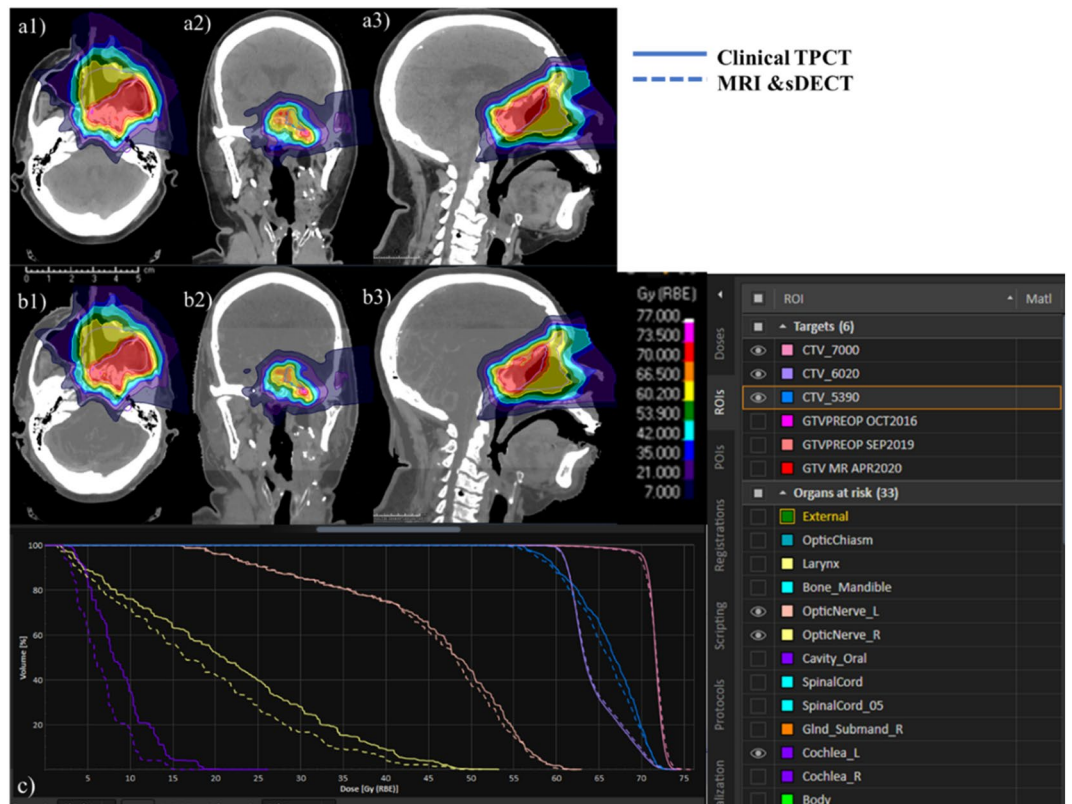 a1)
a2)
a3)
Clinical TPCT
MRI &sDECT
cm
0 1 2 3 4 5
b1)
b2)
b3)
Gy (RBE)
77.000
73.500
70.000
66.500
60.200
53.900
42.000
35.000
21.000
7.000
Doses
ROIs
POIs
Registrations
Scripting
Protocols
lization
ROI
Matl
Targets (6)
CTV_7000
CTV_6020
CTV_5390
GTVPREOP OCT2016
GTVPREOP SEP2019
GTV MR APR2020
Organs at risk (33)
External
OpticChiasm
Larynx
Bone_Mandible
OpticNerve_L
OpticNerve_R
Cavity_Oral
SpinalCord
SpinalCord_05
Glnd_Submand_R
Cochlea_L
Cochlea_R
Body
100
80
60
40
20
Volume [%]
5 10 15 20 25 30 35 40 45 50 55 60 65 70 75
Dose [Gy (RBE)]
c)